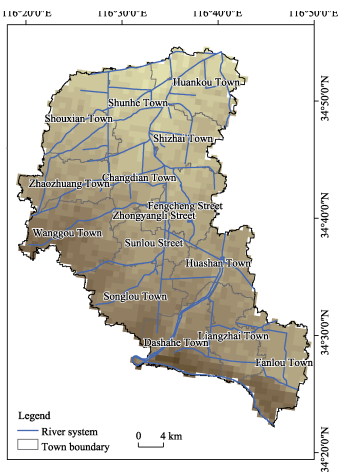 116°20'0"E 116°30'0"E 116°40'0"E 116°50'0"E
Huankou Town
34°50'0"N
Shunhe Town
Shouxian Town
Shizhai Town
Changdian Town
Zhaozhuang Town
Fengcheng Street
Zhongyangli Street
34°40'0"N
Wanggou Town
Sunlou Street
Huashan Town
Songlou Town
34°30'0"N
Liangzhai Town
Dashahe Town
Fanlou Town
Legend
River system
Town boundary
0 4 km
34°20'0"N